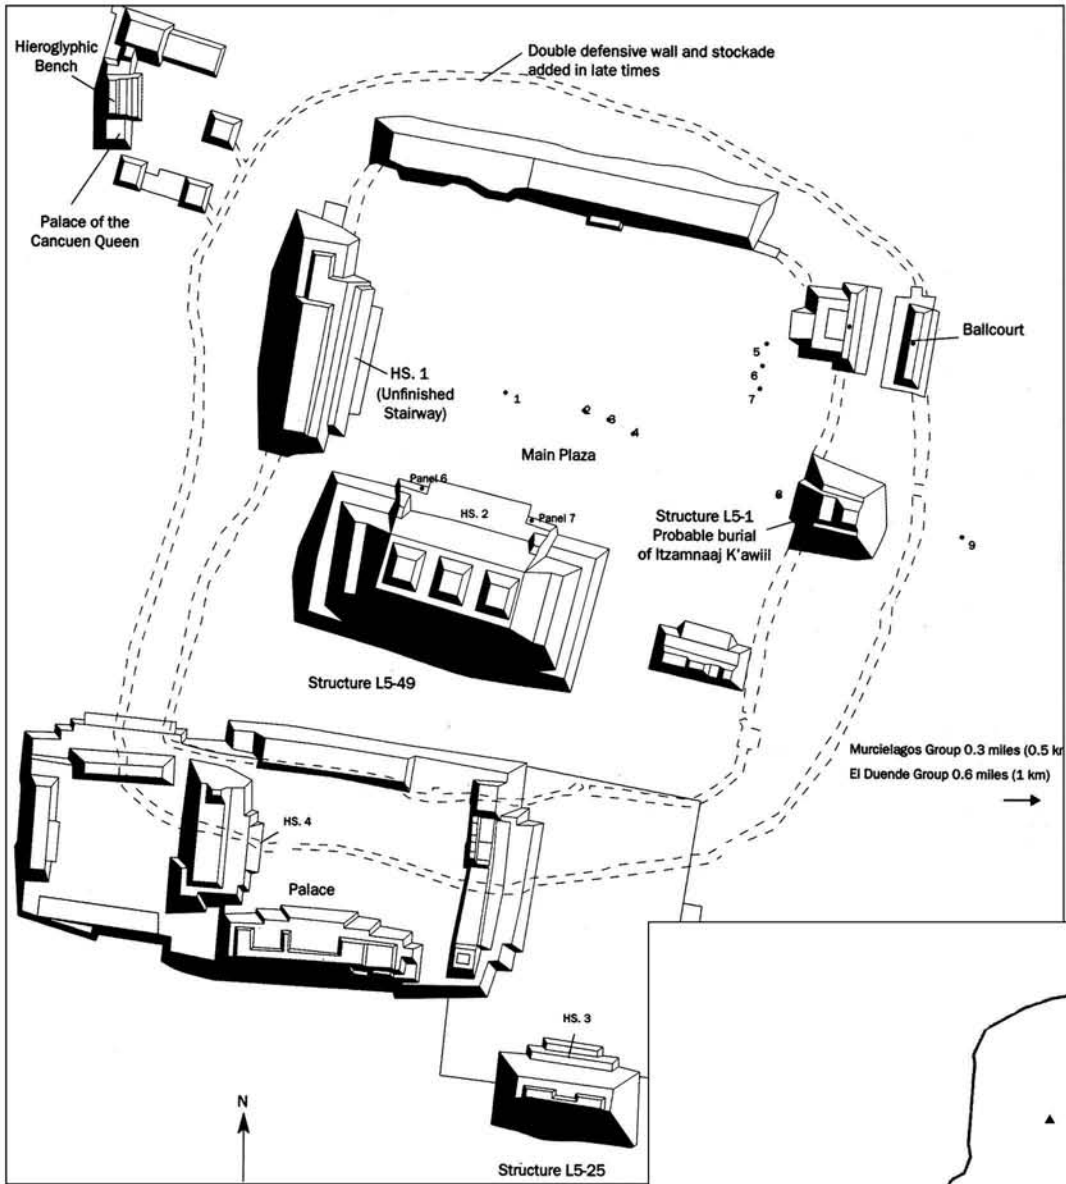 Hieroglyphic
Bench
Double defensive wall and stockade
added in late times
Palace of the
Cancuen Queen
Ballcourt
HS. 1
(Unfinished
Stairway)
5
6
7
1
2
3
4
Main Plaza
Panel 6
HS. 2
Panel 7
8
Structure L5-1
Probable burial
of Itzamnaaj K'awiil
9
Structure L5-49
Murcielagos Group 0.3 miles (0.5 k
El Duende Group 0.6 miles (1 km)
HS. 4
Palace
HS. 3
N
Structure L5-25